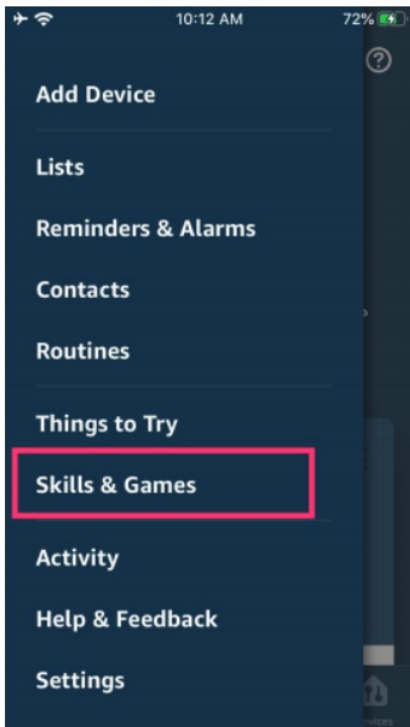 10:12 AM 72%
?
Add Device
Lists
Reminders & Alarms
Contacts
Routines
Things to Try
Skills & Games
Activity
Help & Feedback
Settings